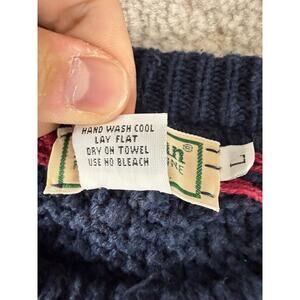 HAND WASH COOL
LAY FLAT
DRY ON TOWEL
USE NO BLEACH
L